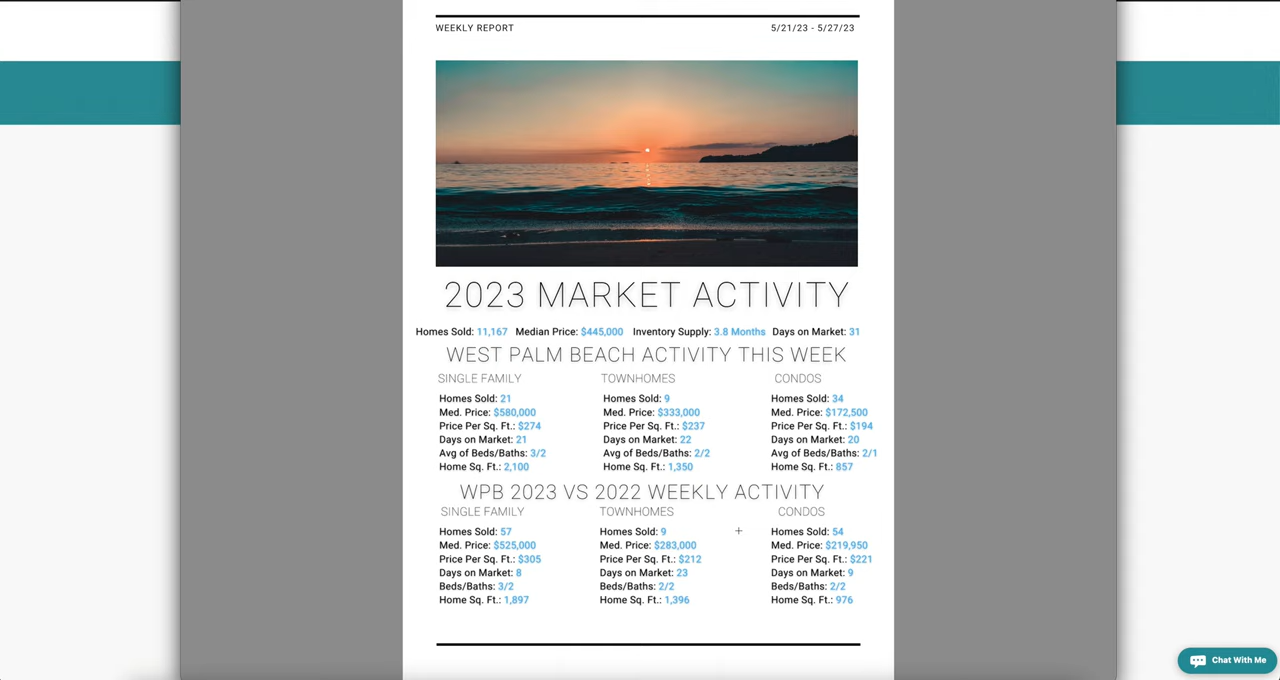 WEEKLY REPORT 5/21/23 - 5/27/23
2023 MARKET ACTIVITY
Homes Sold: 11,167 Median Price: $445,000 Inventory Supply: 3.8 Months Days on Market: 31
WEST PALM BEACH ACTIVITY THIS WEEK
SINGLE FAMILY
Homes Sold: 21
Med. Price: $580,000
Price Per Sq. Ft.: $274
Days on Market: 21
Avg of Beds/Baths: 3/2
Home Sq. Ft.: 2,100
TOWNHOMES
Homes Sold: 9
Med. Price: $333,000
Price Per Sq. Ft.: $237
Days on Market: 22
Avg of Beds/Baths: 2/2
Home Sq. Ft.: 1,350
CONDOS
Homes Sold: 34
Med. Price: $172,500
Price Per Sq. Ft.: $194
Days on Market: 20
Avg of Beds/Baths: 2/1
Home Sq. Ft.: 857
WPB 2023 VS 2022 WEEKLY ACTIVITY
SINGLE FAMILY
Homes Sold: 57
Med. Price: $525,000
Price Per Sq. Ft.: $305
Days on Market: 8
Beds/Baths: 3/2
Home Sq. Ft.: 1,897
TOWNHOMES
Homes Sold: 9
Med. Price: $283,000
Price Per Sq. Ft.: $212
Days on Market: 23
Beds/Baths: 2/2
Home Sq. Ft.: 1,396
CONDOS
Homes Sold: 54
Med. Price: $219,950
Price Per Sq. Ft.: $221
Days on Market: 9
Beds/Baths: 2/2
Home Sq. Ft.: 976
Chat With Me